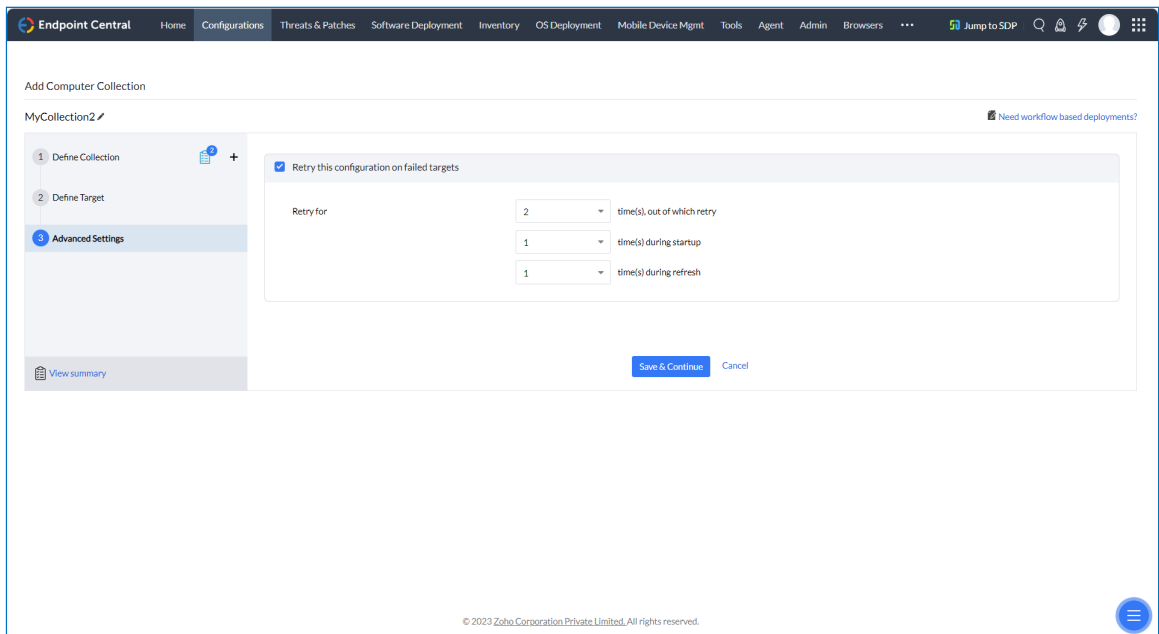 Endpoint Central Home Configurations Threats & Patches Software Deployment Inventory OS Deployment Mobile Device Mgmt Tools Agent Admin Browsers ••• Jump to SDP
Add Computer Collection
MyCollection2
Need workflow based deployments?
1 Define Collection 2 +
2 Define Target
3 Advanced Settings
View summary
Retry this configuration on failed targets
Retry for 2 time(s), out of which retry
1 time(s) during startup
1 time(s) during refresh
Save & Continue Cancel
© 2023 Zoho Corporation Private Limited. All rights reserved.